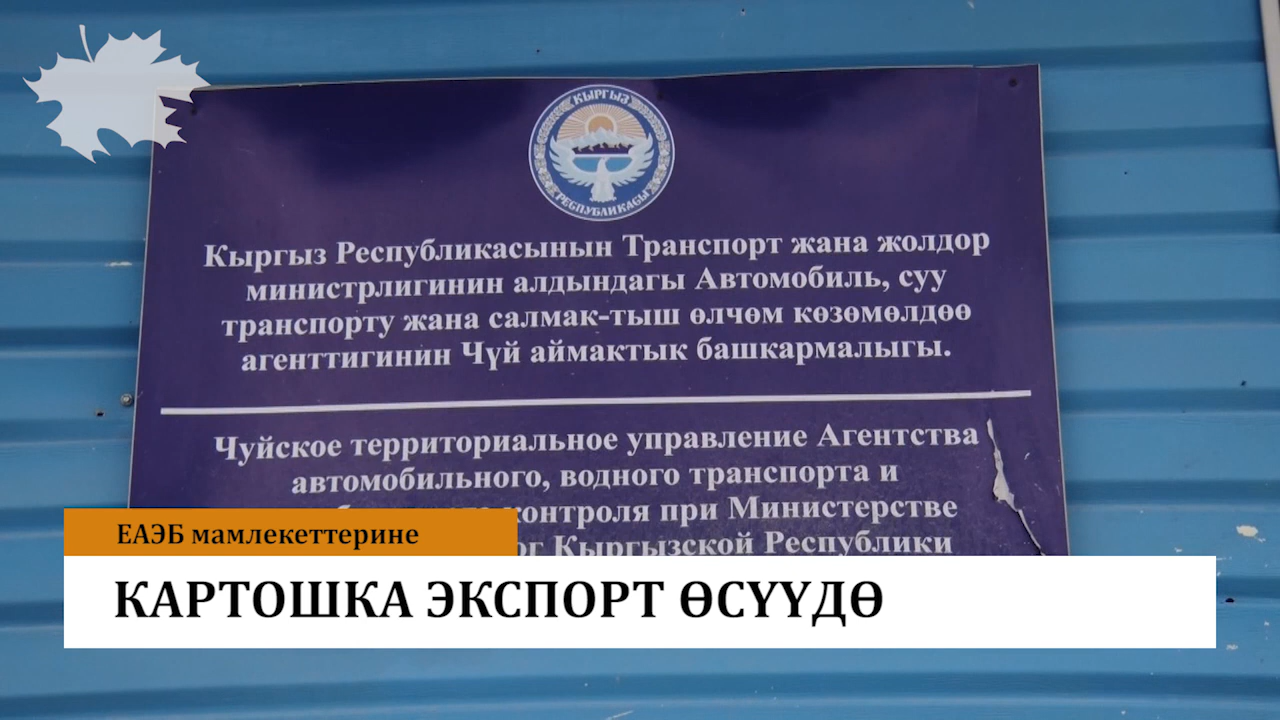 КЫРГЫЗ
РЕСПУБЛИКАСЫ
Кыргыз Республикасынын Транспорт жана жолдор
министрлигинин алдындагы Автомобиль, суу
транспорту жана салмак-тыш өлчөм көзөмөлдөө
агенттигинин Чүй аймактык башкармалыгы.
Чуйское территориальное управление Агентства
автомобильного, водного транспорта и
контроля при Министерстве
Кыргызской Республики
ЕАЭБ мамлекеттерине
КАРТОШКА ЭКСПОРТ ӨСҮҮДӨ